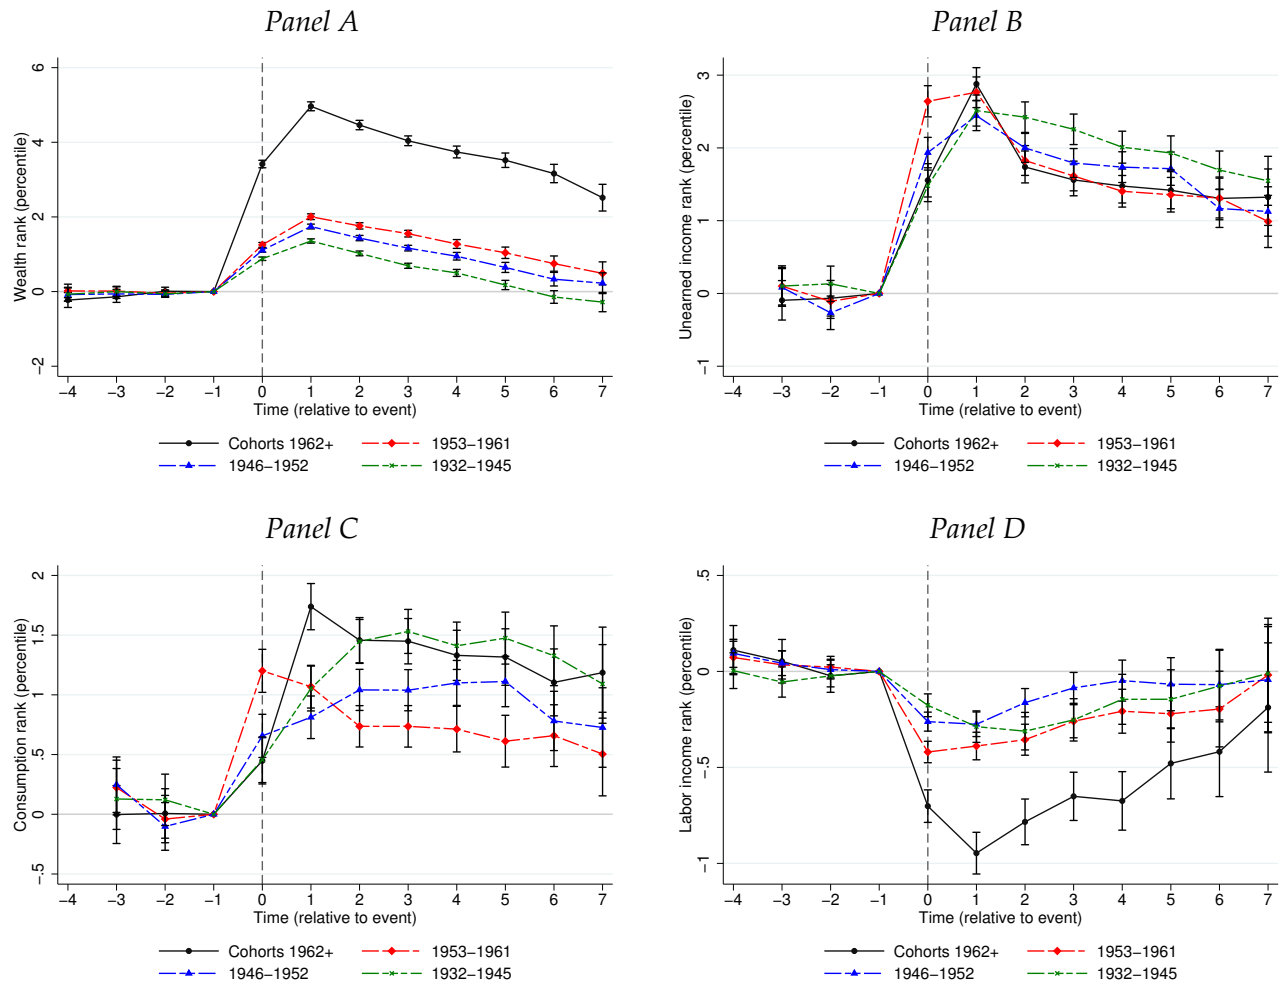 Panel A
Wealth rank (percentile)
6
4
2
0
−2
−4 −3 −2 −1 0 1 2 3 4 5 6 7
Time (relative to event)
Cohorts 1962+ 1953−1961
1946−1952 1932−1945
Panel B
Unearned income rank (percentile)
3
2
1
0
−1
−4 −3 −2 −1 0 1 2 3 4 5 6 7
Time (relative to event)
Cohorts 1962+ 1953−1961
1946−1952 1932−1945
Panel C
Consumption rank (percentile)
2
1.5
1
.5
0
−.5
−4 −3 −2 −1 0 1 2 3 4 5 6 7
Time (relative to event)
Cohorts 1962+ 1953−1961
1946−1952 1932−1945
Panel D
Labor income rank (percentile)
.5
0
−.5
−1
−4 −3 −2 −1 0 1 2 3 4 5 6 7
Time (relative to event)
Cohorts 1962+ 1953−1961
1946−1952 1932−1945